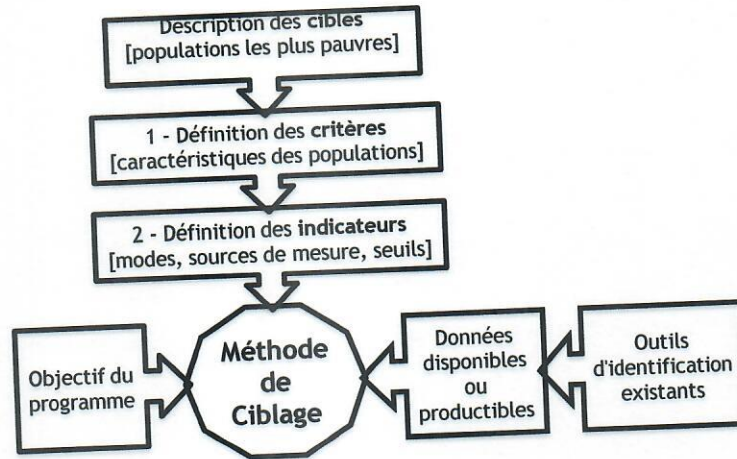 Description des cibles
[populations les plus pauvres]
1 - Définition des critères
[caractéristiques des populations]
2 - Définition des indicateurs
[modes, sources de mesure, seuils]
Objectif du
programme
Méthode
de
Ciblage
Données
disponibles
ou
productibles
Outils
d'identification
existants